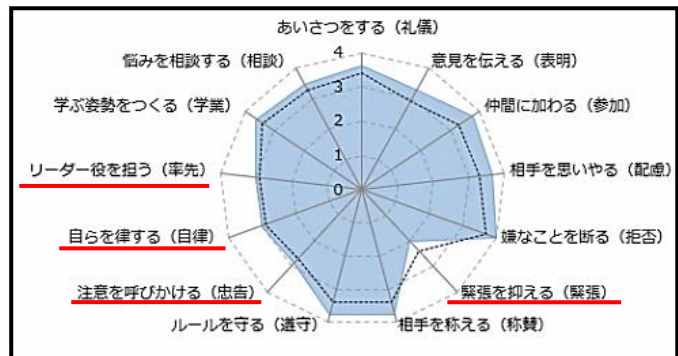 あいさつをする（礼儀）
悩みを相談する（相談）
4
意見を伝える（表明）
学ぶ姿勢をつくる（学業）
3
仲間に加わる（参加）
2
リーダー役を担う（率先）
1
相手を思いやる（配慮）
0
自らを律する（自律）
嫌なことを断る（拒否）
注意を呼びかける（忠告）
緊張を抑える（緊張）
ルールを守る（遵守）
相手を称える（称賛）